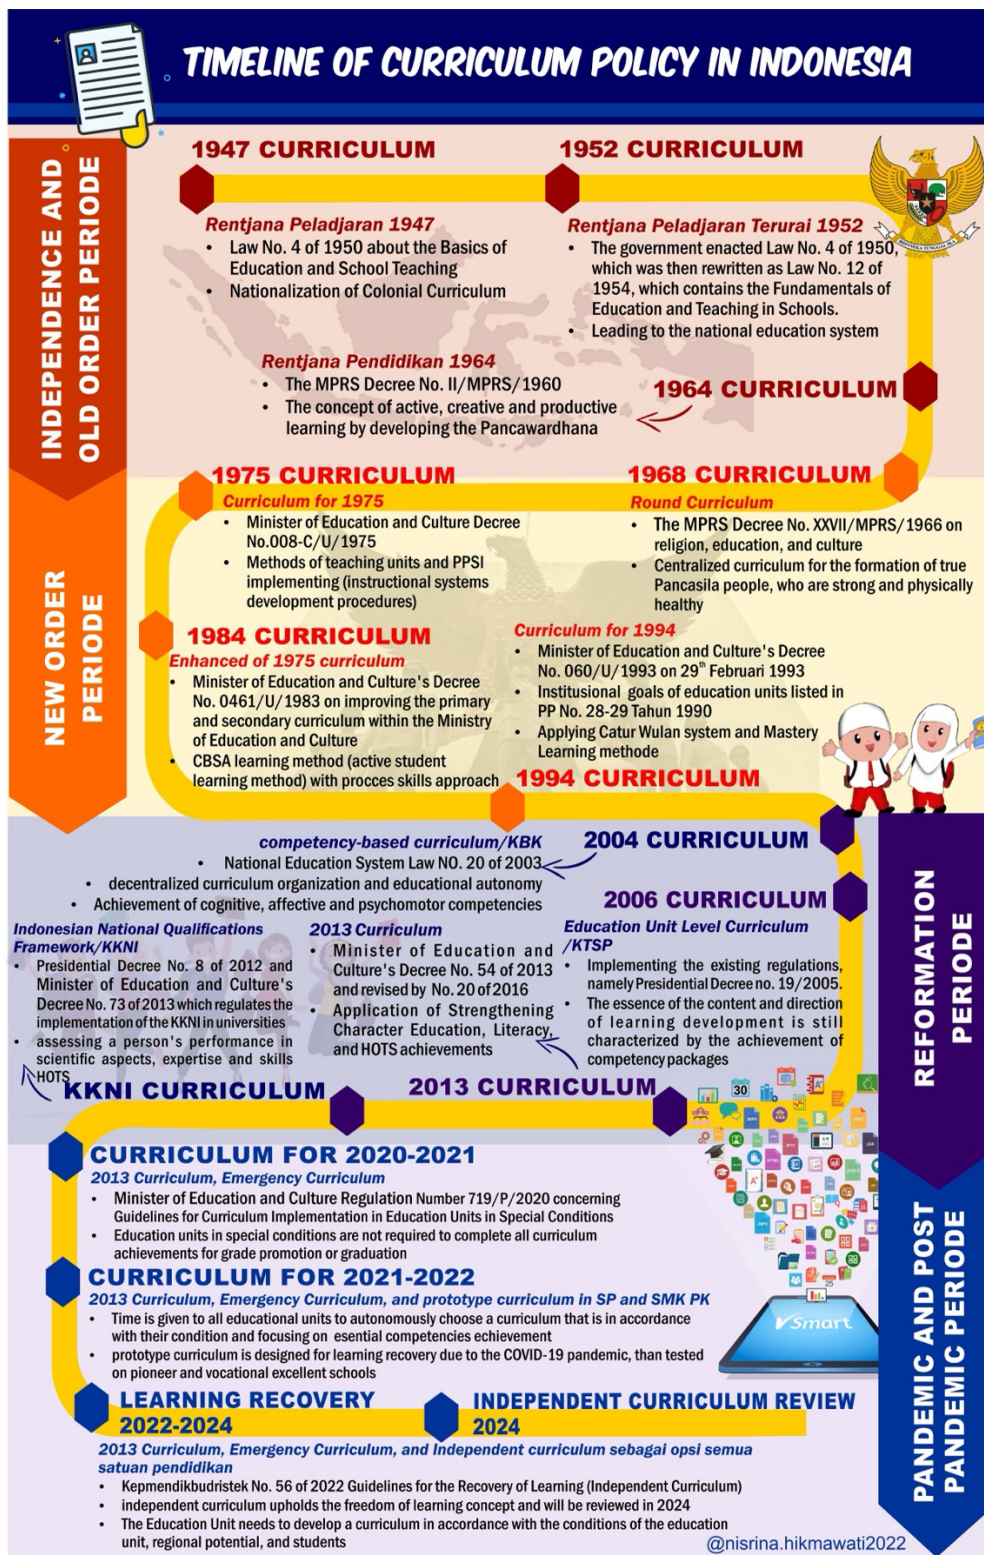 TIMELINE OF CURRICULUM POLICY IN INDONESIA
INDEPENDENCE AND
OLD ORDER PERIODE
1947 CURRICULUM
Rentjana Peladjaran 1947
• Law No. 4 of 1950 about the Basics of
Education and School Teaching
• Nationalization of Colonial Curriculum
1952 CURRICULUM
Rentjana Peladjaran Terurai 1952
• The government enacted Law No. 4 of 1950,
which was then rewritten as Law No. 12 of
1954, which contains the Fundamentals of
Education and Teaching in Schools.
• Leading to the national education system
BHINNEKA TUNGGAL IKA
1964 CURRICULUM
Rentjana Pendidikan 1964
• The MPRS Decree No. II/MPRS/1960
• The concept of active, creative and productive
learning by developing the Pancawardhana
NEW ORDER
PERIODE
1968 CURRICULUM
Round Curriculum
• The MPRS Decree No. XXVII/MPRS/1966 on
religion, education, and culture
• Centralized curriculum for the formation of true
Pancasila people, who are strong and physically
healthy
1975 CURRICULUM
Curriculum for 1975
• Minister of Education and Culture Decree
No.008-C/U/1975
• Methods of teaching units and PPSI
implementing (instructional systems
development procedures)
1984 CURRICULUM
Enhanced of 1975 curriculum
• Minister of Education and Culture's Decree
No. 0461/U/1983 on improving the primary
and secondary curriculum within the Ministry
of Education and Culture
• CBSA learning method (active student
learning method) with procces skills approach
Curriculum for 1994
• Minister of Education and Culture's Decree
No. 060/U/1993 on 29th Februari 1993
• Institutional goals of education units listed in
PP No. 28-29 Tahun 1990
• Applying Catur Wulan system and Mastery
Learning methode
1994 CURRICULUM
REFORMATION
PERIODE
2004 CURRICULUM
competency-based curriculum/KBK
• National Education System Law NO. 20 of 2003
• decentralized curriculum organization and educational autonomy
• Achievement of cognitive, affective and psychomotor competencies
2006 CURRICULUM
Education Unit Level Curriculum
/KTSP
• Implementing the existing regulations,
namely Presidential Decree no. 19/2005.
• The essence of the content and direction
of learning development is still
characterized by the achievement of
competency packages
2013 Curriculum
• Minister of Education and
Culture's Decree No. 54 of 2013
and revised by No. 20 of 2016
• Application of Strengthening
Chacter Education, Literacy,
and HOTS achievements
2013 CURRICULUM
Indonesian National Qualifications
Framework/KKNI
• Presidential Decree No. 8 of 2012 and
Minister of Education and Culture's
Decree No. 73 of 2013 which regulates the
implementation of the KKNI in universities
• assessing a person's performance in
scientific aspects, expertise and skills
HOTS
KKNI CURRICULUM
PANDEMIC AND POST
PANDEMIC PERIODE
CURRICULUM FOR 2020-2021
2013 Curriculum, Emergency Curriculum
• Minister of Education and Culture Regulation Number 719/P/2020 concerning
Guidelines for Curriculum Implementation in Education Units in Special Conditions
• Education units in special conditions are not required to complete all curriculum
achievements for grade promotion or graduation
CURRICULUM FOR 2021-2022
2013 Curriculum, Emergency Curriculum, and prototype curriculum in SP and SMK PK
• Time is given to all educational units to autonomously choose a curriculum that is in accordance
with their condition and focusing on esential competencies echievement
• prototype curriculum is designed for learning recovery due to the COVID-19 pandemic, than tested
on pioneer and vocational excellent schools
30
A+
25
Smart
LEARNING RECOVERY
2022-2024
INDEPENDENT CURRICULUM REVIEW
2024
2013 Curriculum, Emergency Curriculum, and Independent curriculum sebagai opsi semua
satuan pendidikan
• Kepmendikbudristek No. 56 of 2022 Guidelines for the Recovery of Learning (Independent Curriculum)
• independent curriculum upholds the freedom of learning concept and will be reviewed in 2024
• The Education Unit needs to develop a curriculum in accordance with the conditions of the education
unit, regional potential, and students
@nisrina.hikmawati2022